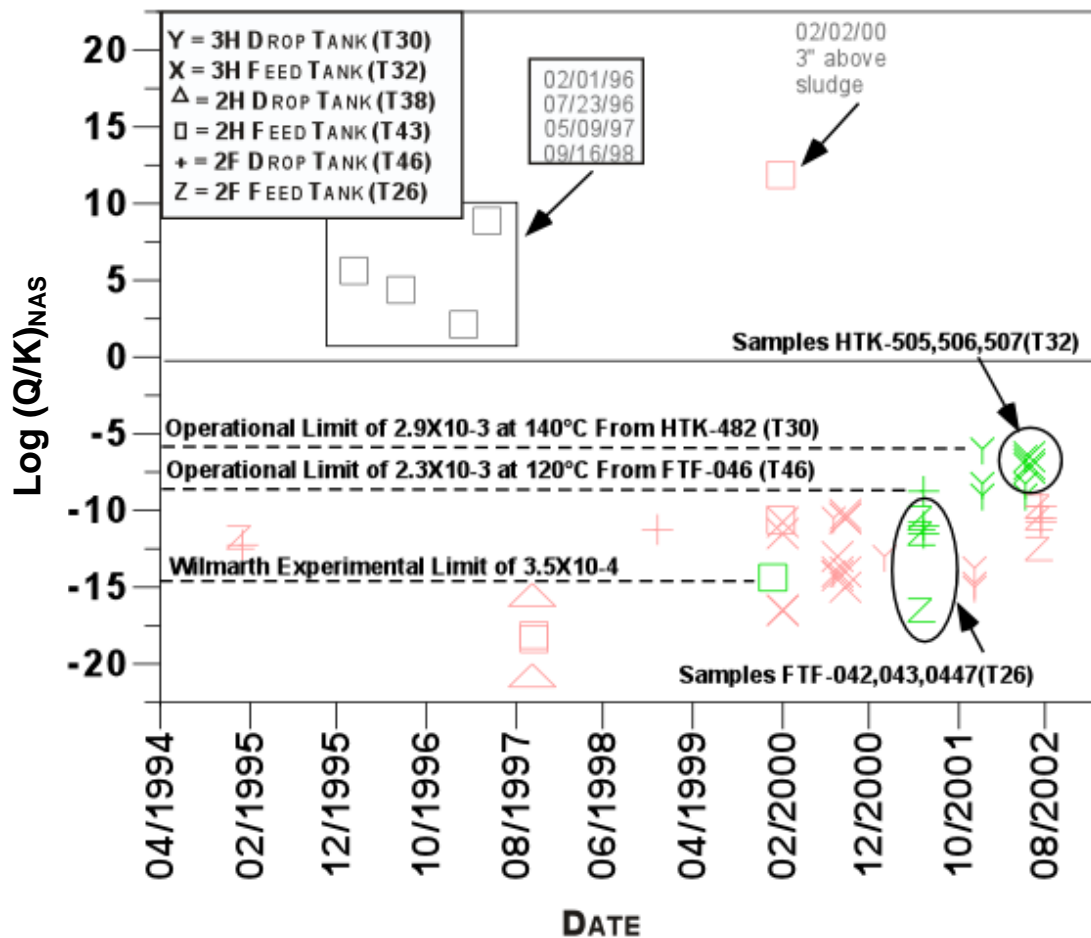 Y = 3H DROP TANK (T30)
X = 3H FEED TANK (T32)
△ = 2H DROP TANK (T38)
□ = 2H FEED TANK (T43)
+ = 2F DROP TANK (T46)
Z = 2F FEED TANK (T26)
02/01/96
07/23/96
05/09/97
09/16/98
02/02/00
3" above
sludge
Samples HTK-505,506,507(T32)
Operational Limit of 2.9X10-3 at 140°C From HTK-482 (T30)
Operational Limit of 2.3X10-3 at 120°C From FTF-046 (T46)
Wilmarth Experimental Limit of 3.5X10-4
Samples FTF-042,043,0447(T26)
Log (Q/K)NAS
20
15
10
5
0
-5
-10
-15
-20
04/1994
02/1995
12/1995
10/1996
08/1997
06/1998
04/1999
02/2000
12/2000
10/2001
08/2002
DATE